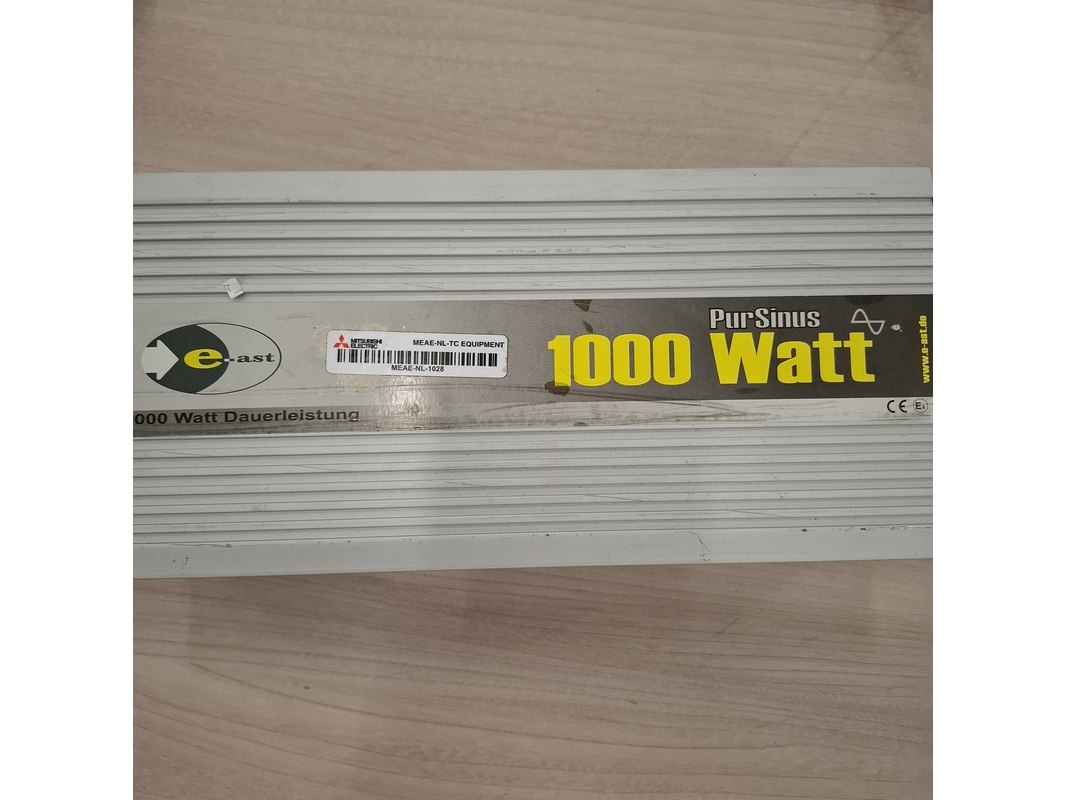 PurSinus
1000 Watt
www.e-ast.de
e-ast
MITSUBISHI
ELECTRIC
MEAE-NL-TC EQUIPMENT
MEAE-NL-1028
000 Watt Dauerleistung
CE